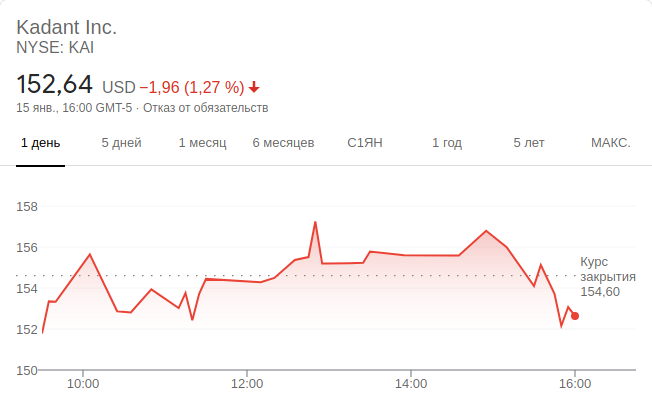 Kadant Inc.
NYSE: KAI
152,64 USD −1,96 (1,27 %)
15 янв., 16:00 GMT-5 · Отказ от обязательств
1 день 5 дней 1 месяц 6 месяцев С1ЯН 1 год 5 лет МАКС.
158
156
154
152
150
Курс
закрытия
154,60
10:00 12:00 14:00 16:00